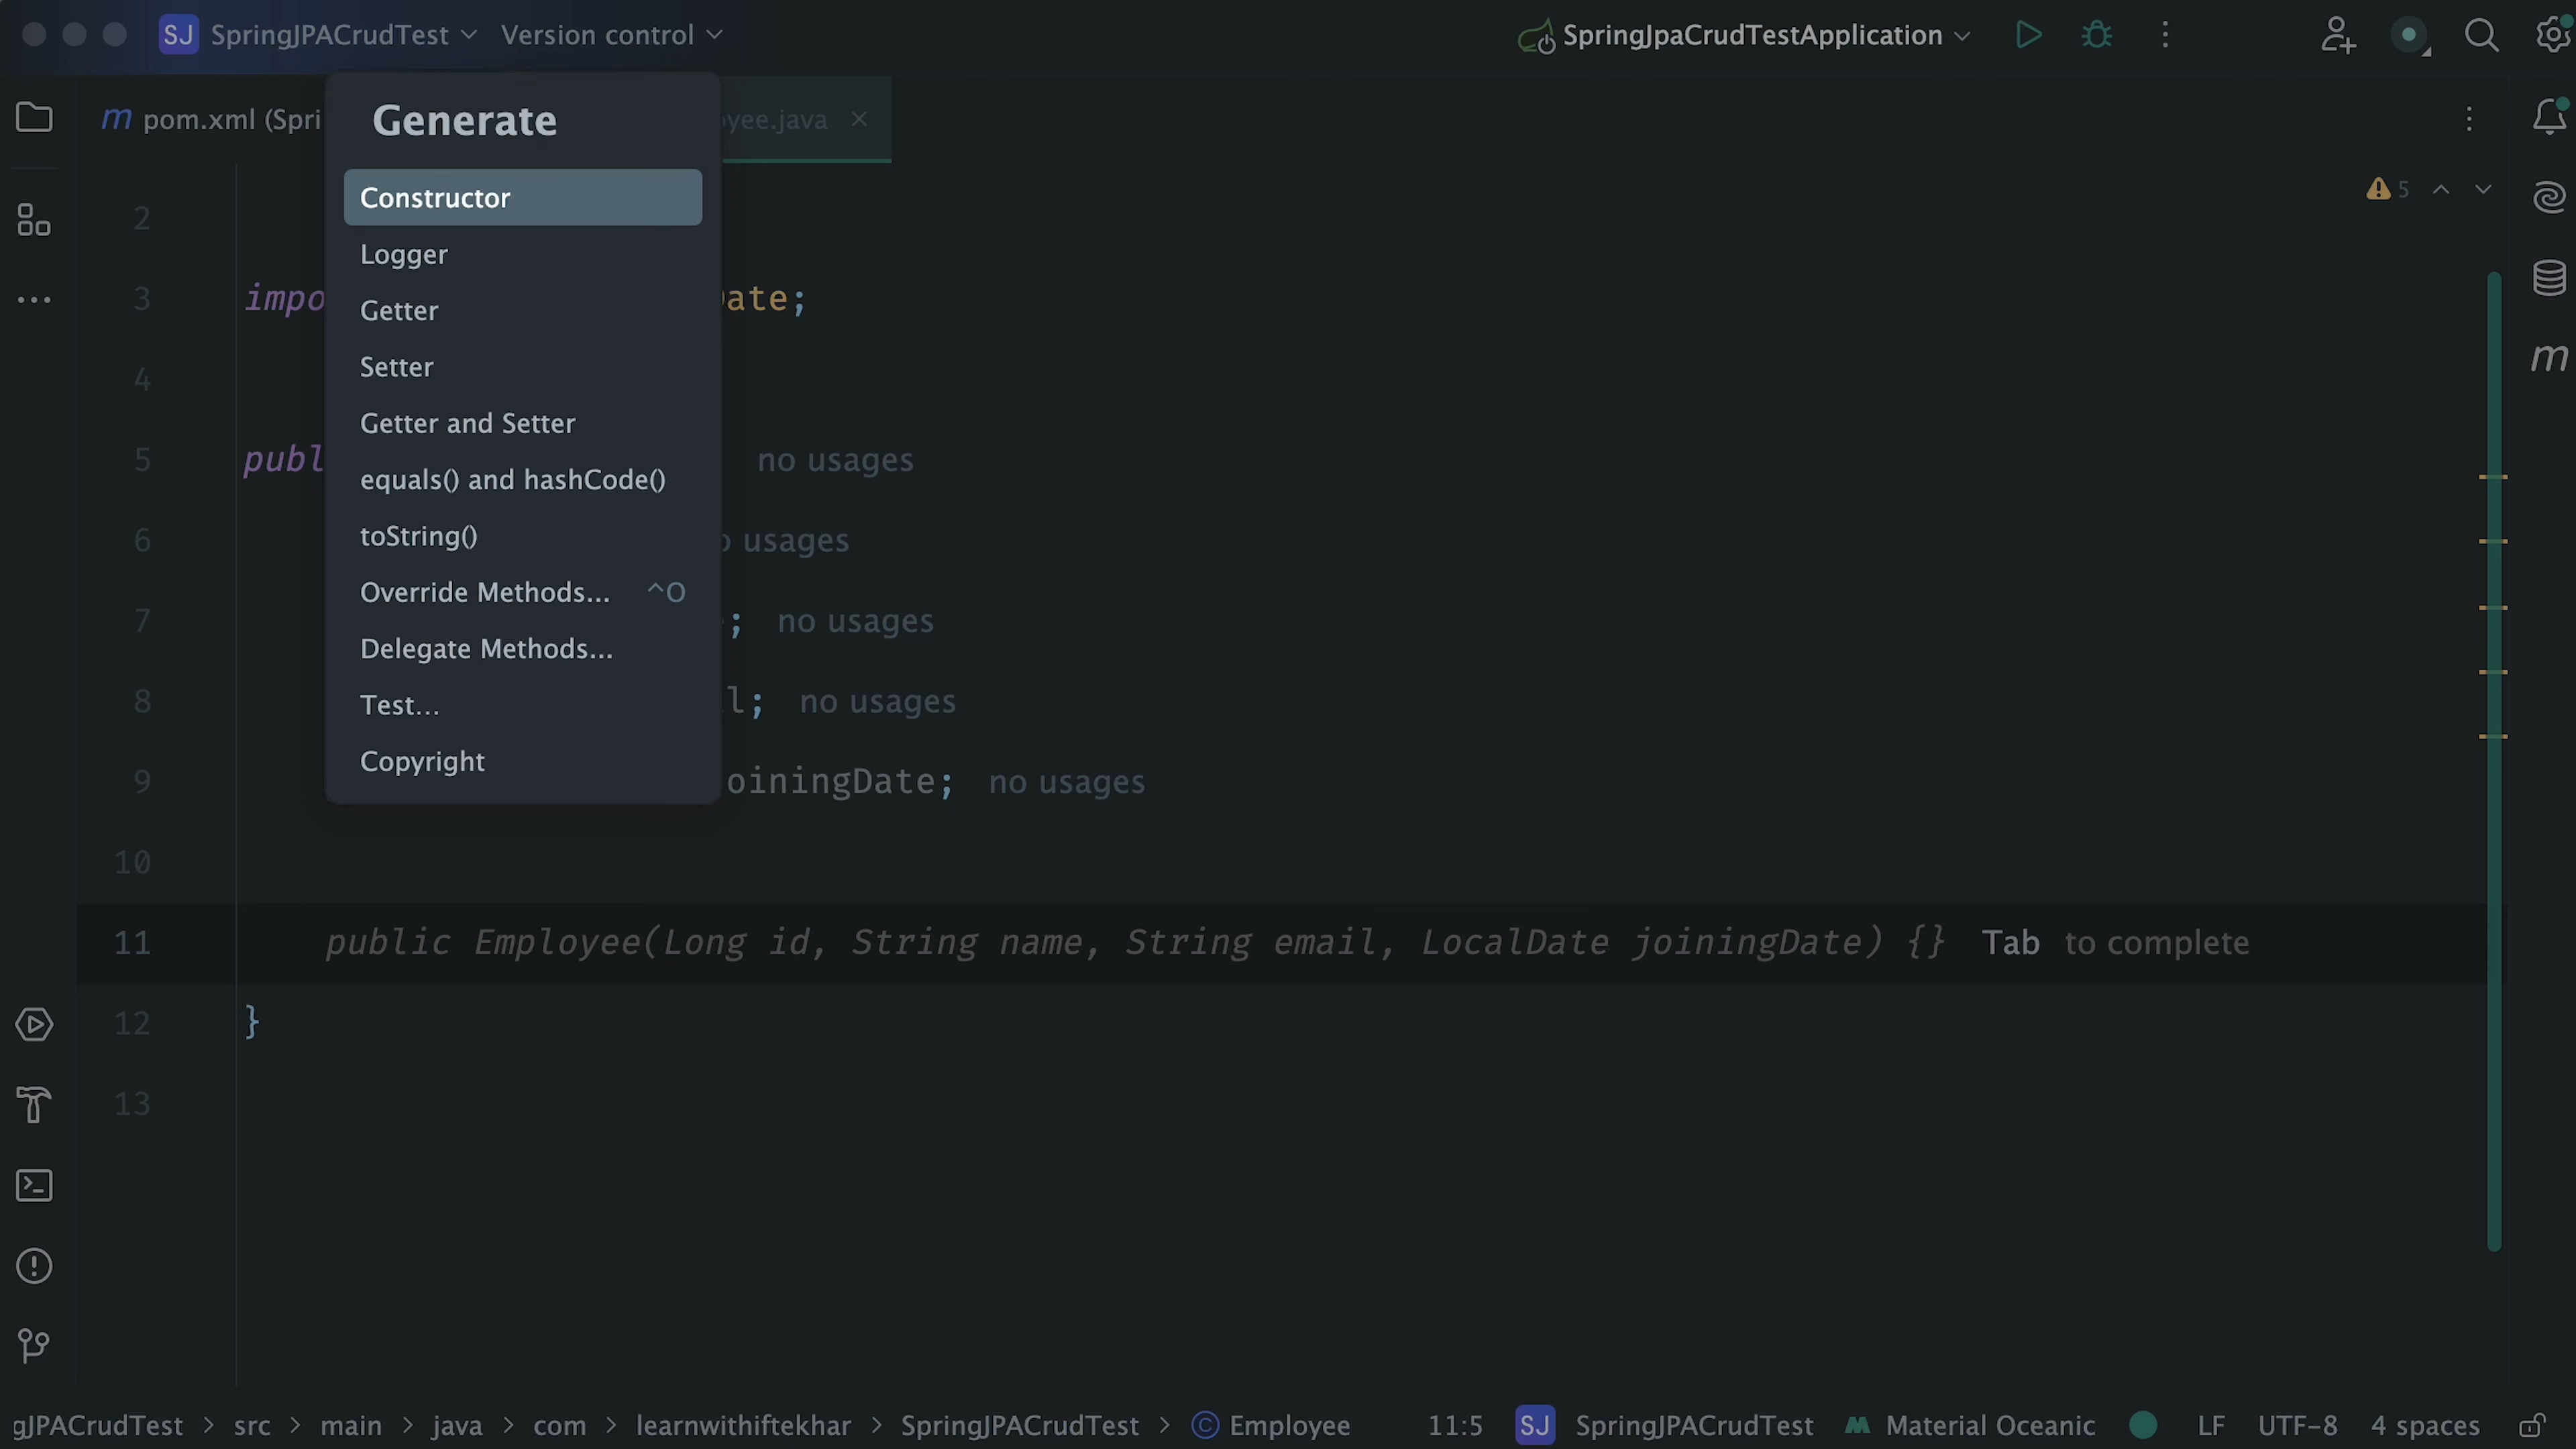 SJ SpringJPACrudTest Version control SpringJpaCrudTestApplication
m pom.xml (Spri yee.java
Generate
Constructor
Logger
Getter
Setter
Getter and Setter
equals() and hashCode()
toString()
Override Methods... ^O
Delegate Methods...
Test...
Copyright
5
2
3 impo Date;
4
5 publ no usages
6 usages
7 ; no usages
8 l; no usages
9 oiningDate; no usages
10
11 public Employee(Long id, String name, String email, LocalDate joiningDate) {} Tab to complete
12 }
13
m
gJPACrudTest > src > main > java > com > learnwithiftekhar > SpringJPACrudTest > © Employee 11:5 SJ SpringJPACrudTest Material Oceanic LF UTF-8 4 spaces